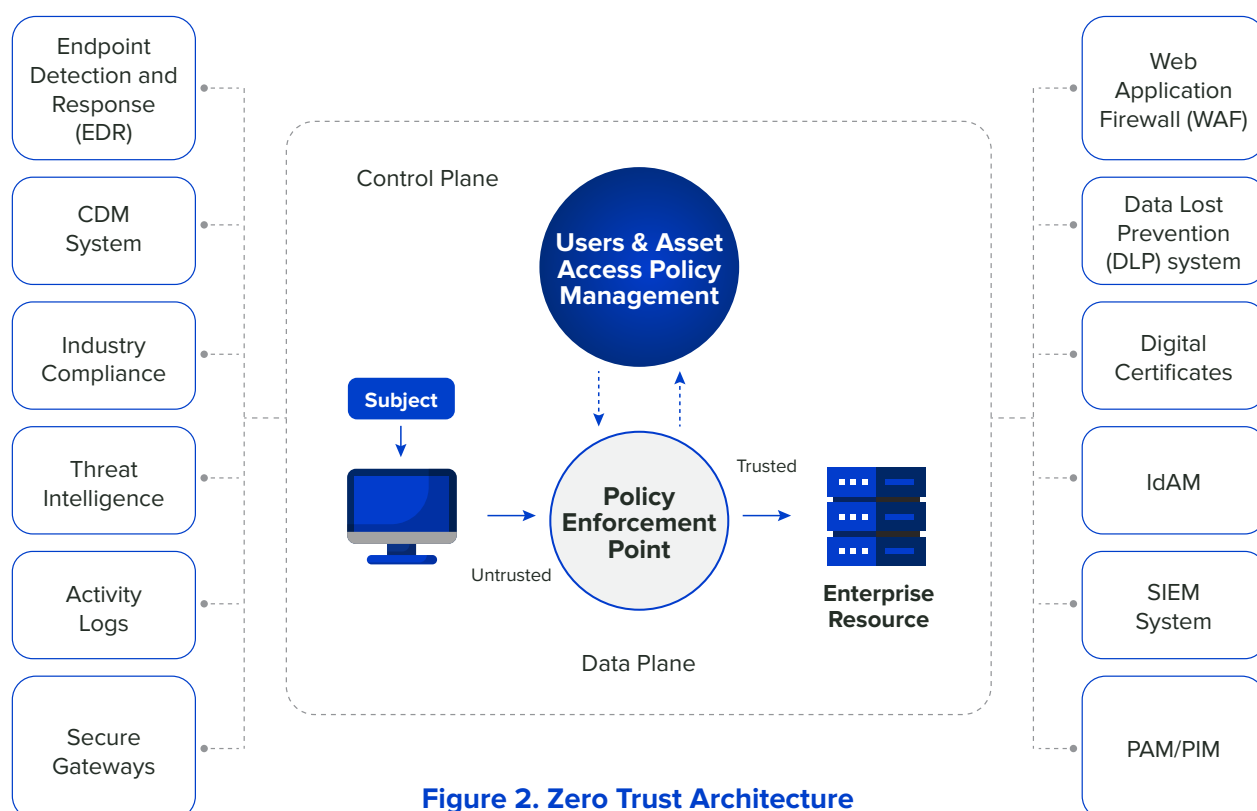 Endpoint
Detection and
Response
(EDR)
CDM
System
Industry
Compliance
Threat
Intelligence
Activity
Logs
Secure
Gateways
Control Plane
Users & Asset
Access Policy
Management
Subject
Policy
Enforcement
Point
Untrusted
Trusted
Enterprise
Resource
Data Plane
Web
Application
Firewall (WAF)
Data Lost
Prevention
(DLP) system
Digital
Certificates
IdAM
SIEM
System
PAM/PIM
Figure 2. Zero Trust Architecture